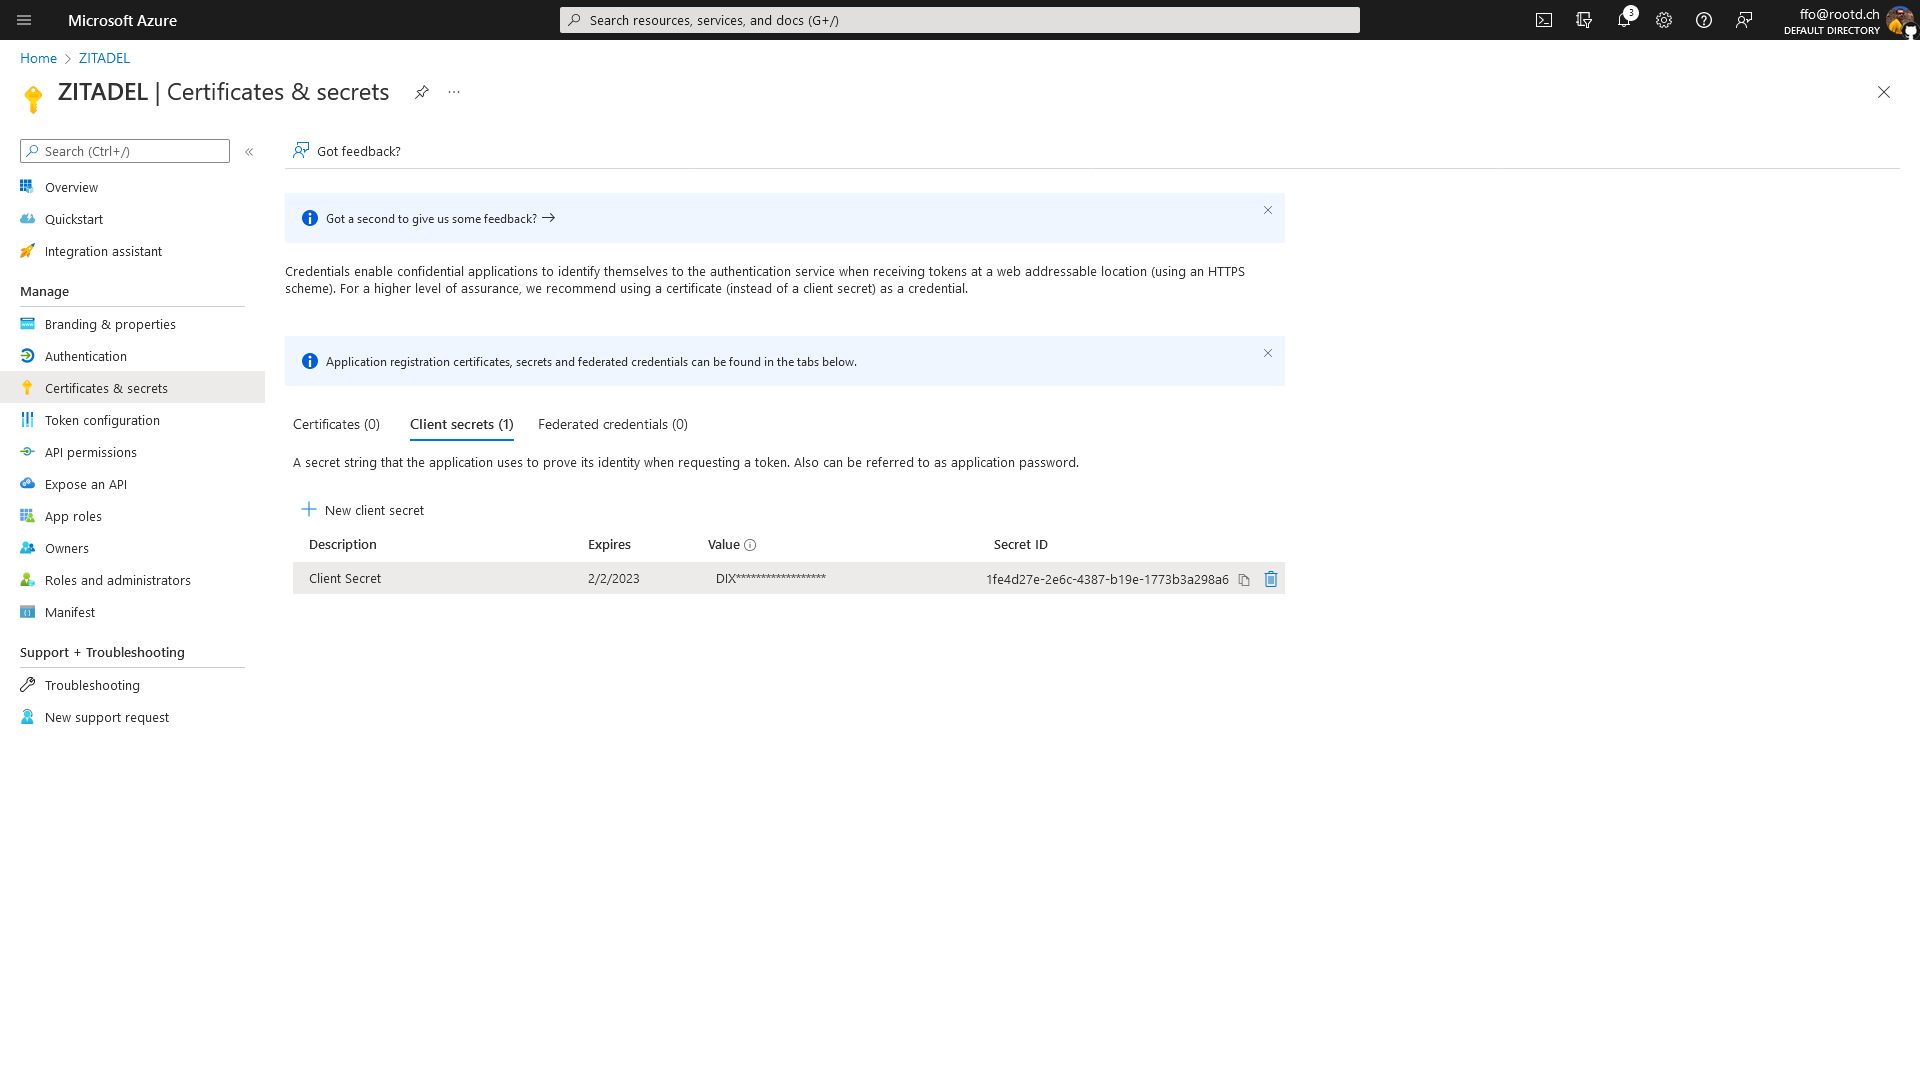 Microsoft Azure
Search resources, services, and docs (G+/)
3
ffo@rootd.ch
DEFAULT DIRECTORY
Home > ZITADEL
ZITADEL | Certificates & secrets
Search (Ctrl+/)
Overview
Quickstart
Integration assistant
Manage
Branding & properties
Authentication
Certificates & secrets
Token configuration
API permissions
Expose an API
App roles
Owners
Roles and administrators
Manifest
Support + Troubleshooting
Troubleshooting
New support request
Got feedback?
Got a second to give us some feedback? →
Credentials enable confidential applications to identify themselves to the authentication service when receiving tokens at a web addressable location (using an HTTPS
scheme). For a higher level of assurance, we recommend using a certificate (instead of a client secret) as a credential.
Application registration certificates, secrets and federated credentials can be found in the tabs below.
Certificates (0) Client secrets (1) Federated credentials (0)
A secret string that the application uses to prove its identity when requesting a token. Also can be referred to as application password.
New client secret
Description Expires Value Secret ID
Client Secret 2/2/2023 DIX****************** 1fe4d27e-2e6c-4387-b19e-1773b3a298a6